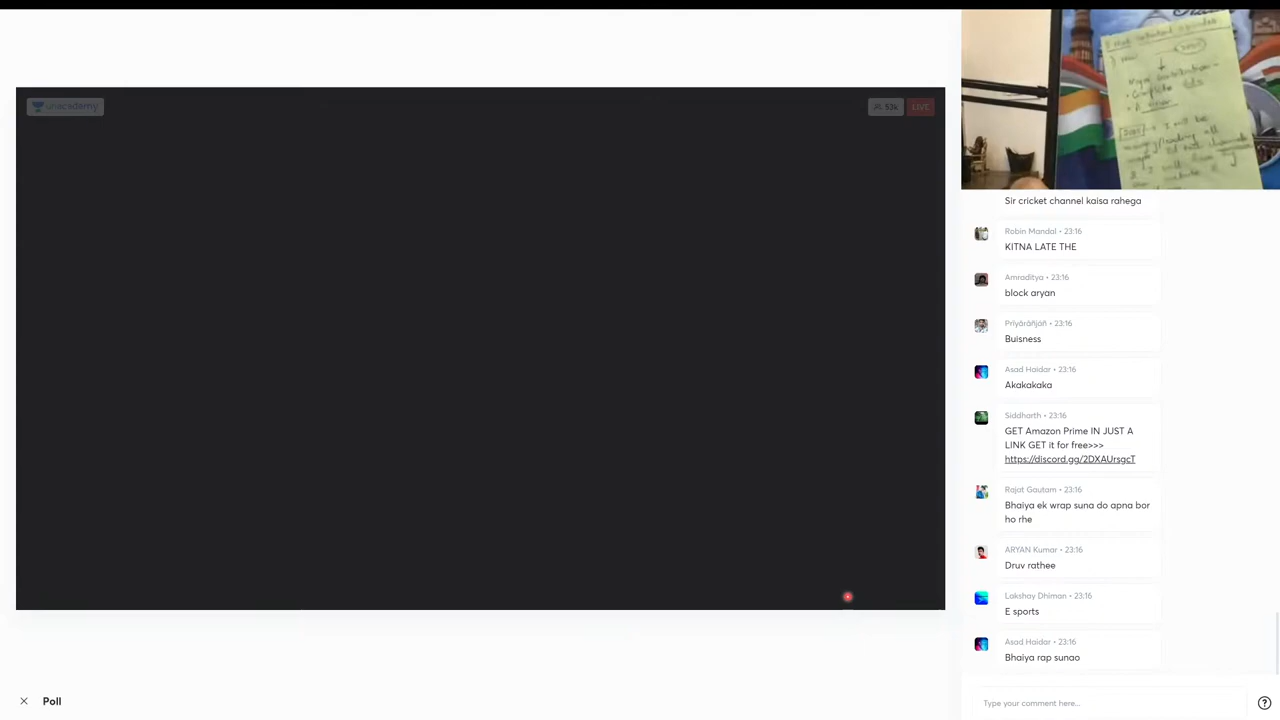 unacademy
53k
LIVE
Sir cricket channel kaisa rahega
Robin Mandal • 23:16
KITNA LATE THE
Amraditya • 23:16
block aryan
Priyârâñjáñ • 23:16
Buisness
Asad Haidar • 23:16
Akakakaka
Siddharth • 23:16
GET Amazon Prime IN JUST A
LINK GET it for free>>>
https://discord.gg/2DXAUrsgcT
Rajat Gautam • 23:16
Bhaiya ek wrap suna do apna bor
ho rhe
ARYAN Kumar • 23:16
Druv rathee
Lakshay Dhiman • 23:16
E sports
Asad Haidar • 23:16
Bhaiya rap sunao
Poll
Type your comment here...